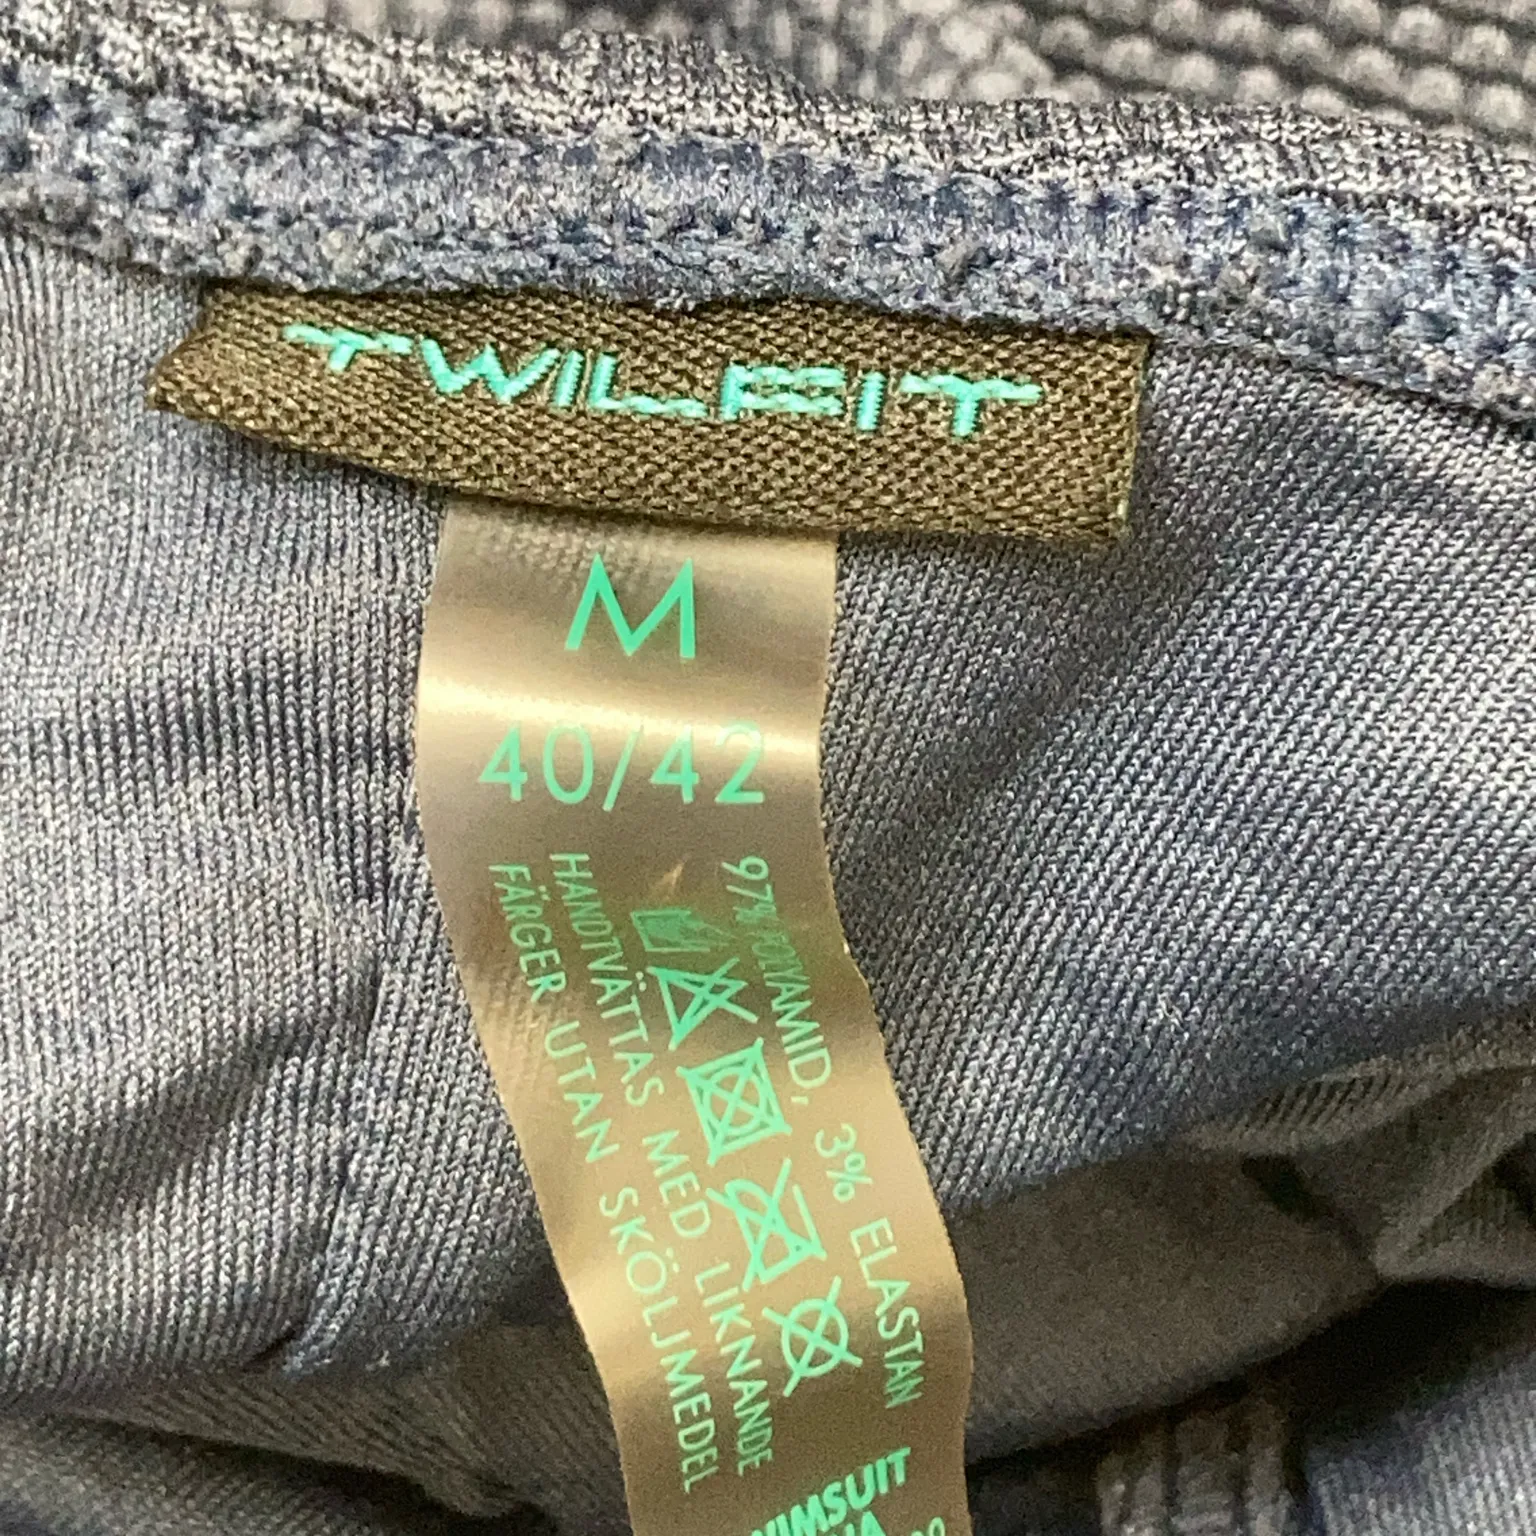 TWILFIT
M
40/42
97% POLYAMID, 3% ELASTAN
HANDTVÄTTAS MED LIKNANDE
FÄRGER UTAN SKÖLJMEDEL